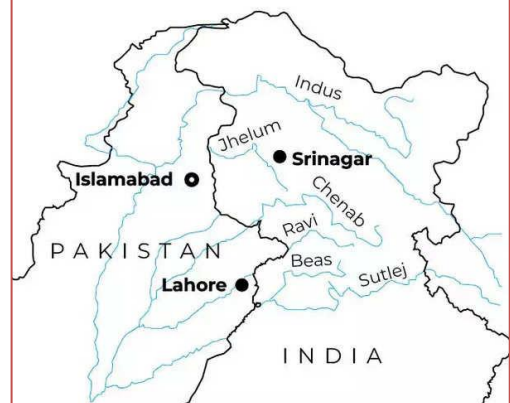 Indus
Jhelum
Srinagar
Islamabad
Chenab
Ravi
PAKISTAN
Beas
Sutlej
Lahore
INDIA